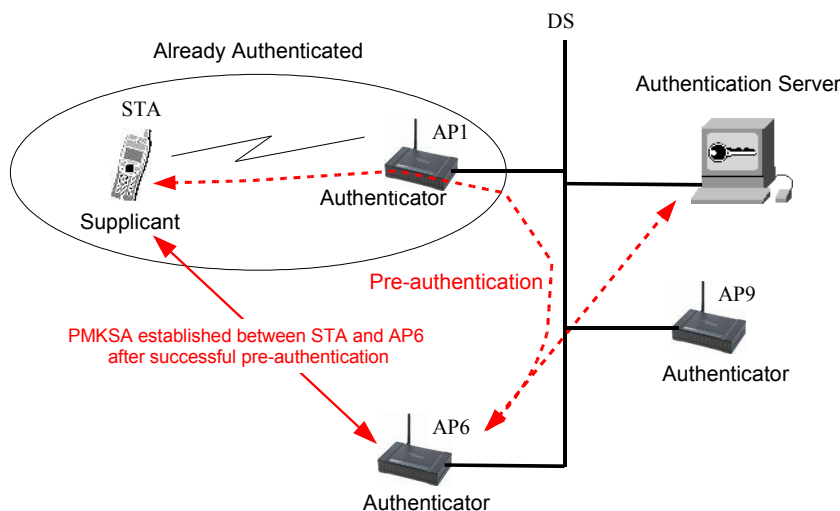 DS
Already Authenticated
Authentication Server
STA
AP1
Authenticator
Supplicant
Pre-authentication
AP9
PMKSA established between STA and AP6
after successful pre-authentication
Authenticator
AP6
Authenticator